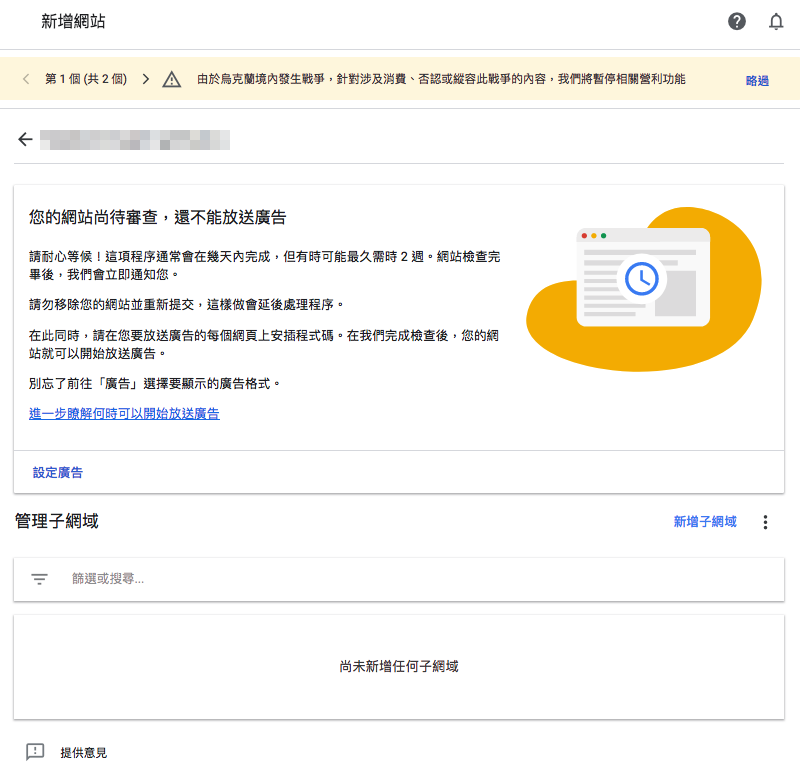 新增網站
第 1 個 (共 2 個)
由於烏克蘭境內發生戰爭，針對涉及消費、否認或縱容此戰爭的內容，我們將暫停相關營利功能
略過
您的網站尚待審查，還不能放送廣告
請耐心等候！這項程序通常會在幾天內完成，但有時可能最久需時 2 週。網站檢查完
畢後，我們會立即通知您。
請勿移除您的網站並重新提交，這樣做會延後處理程序。
在此同時，請在您要放送廣告的每個網頁上安插程式碼。在我們完成檢查後，您的網
站就可以開始放送廣告。
別忘了前往「廣告」選擇要顯示的廣告格式。
進一步瞭解何時可以開始放送廣告
設定廣告
管理子網域
新增子網域
篩選或搜尋...
尚未新增任何子網域
提供意見